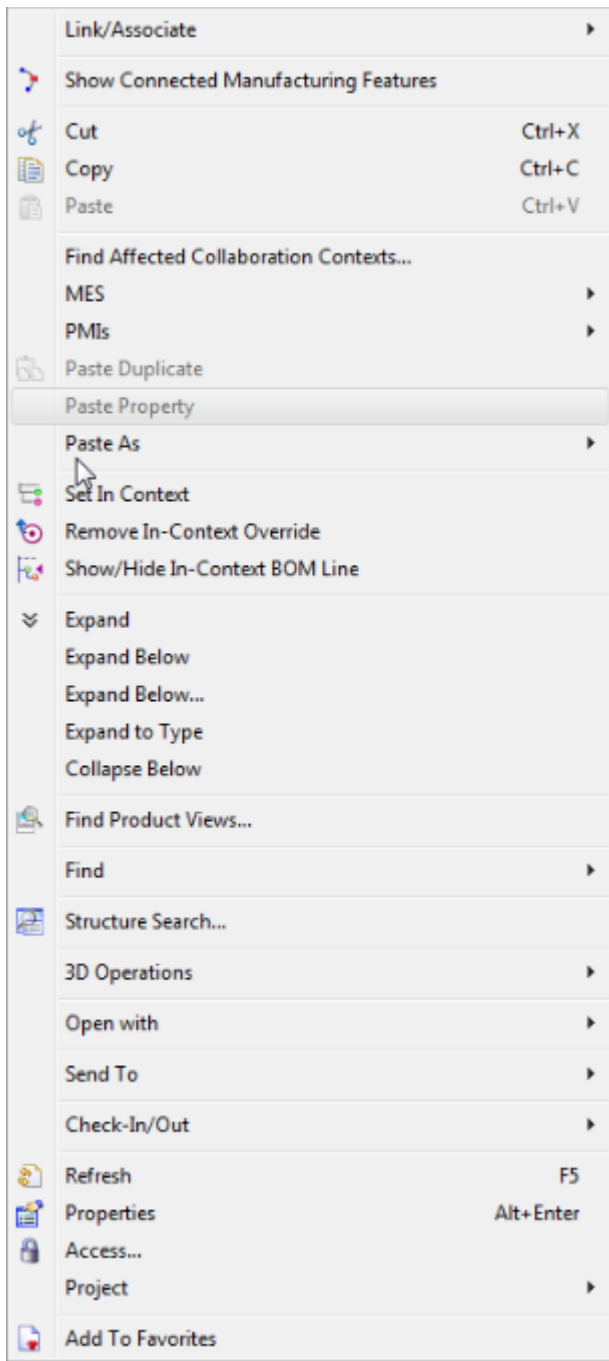 Link/Associate
Show Connected Manufacturing Features
Cut Ctrl+X
Copy Ctrl+C
Paste Ctrl+V
Find Affected Collaboration Contexts...
MES
PMIs
Paste Duplicate
Paste Property
Paste As
Set In Context
Remove In-Context Override
Show/Hide In-Context BOM Line
Expand
Expand Below
Expand Below...
Expand to Type
Collapse Below
Find Product Views...
Find
Structure Search...
3D Operations
Open with
Send To
Check-In/Out
Refresh F5
Properties Alt+Enter
Access...
Project
Add To Favorites